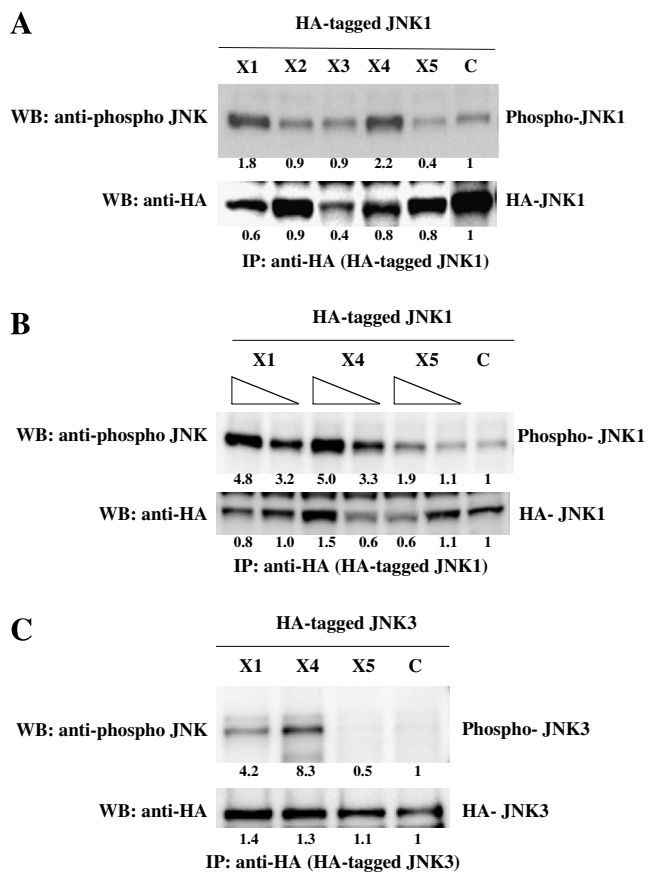 A
HA-tagged JNK1
X1 X2 X3 X4 X5 C
WB: anti-phospho JNK Phospho-JNK1
1.8 0.9 0.9 2.2 0.4 1
WB: anti-HA HA-JNK1
0.6 0.9 0.4 0.8 0.8 1
IP: anti-HA (HA-tagged JNK1)
B
HA-tagged JNK1
X1 X4 X5 C
WB: anti-phospho JNK Phospho- JNK1
4.8 3.2 5.0 3.3 1.9 1.1 1
WB: anti-HA HA- JNK1
0.8 1.0 1.5 0.6 0.6 1.1 1
IP: anti-HA (HA-tagged JNK1)
C
HA-tagged JNK3
X1 X4 X5 C
WB: anti-phospho JNK Phospho- JNK3
4.2 8.3 0.5 1
WB: anti-HA HA- JNK3
1.4 1.3 1.1 1
IP: anti-HA (HA-tagged JNK3)